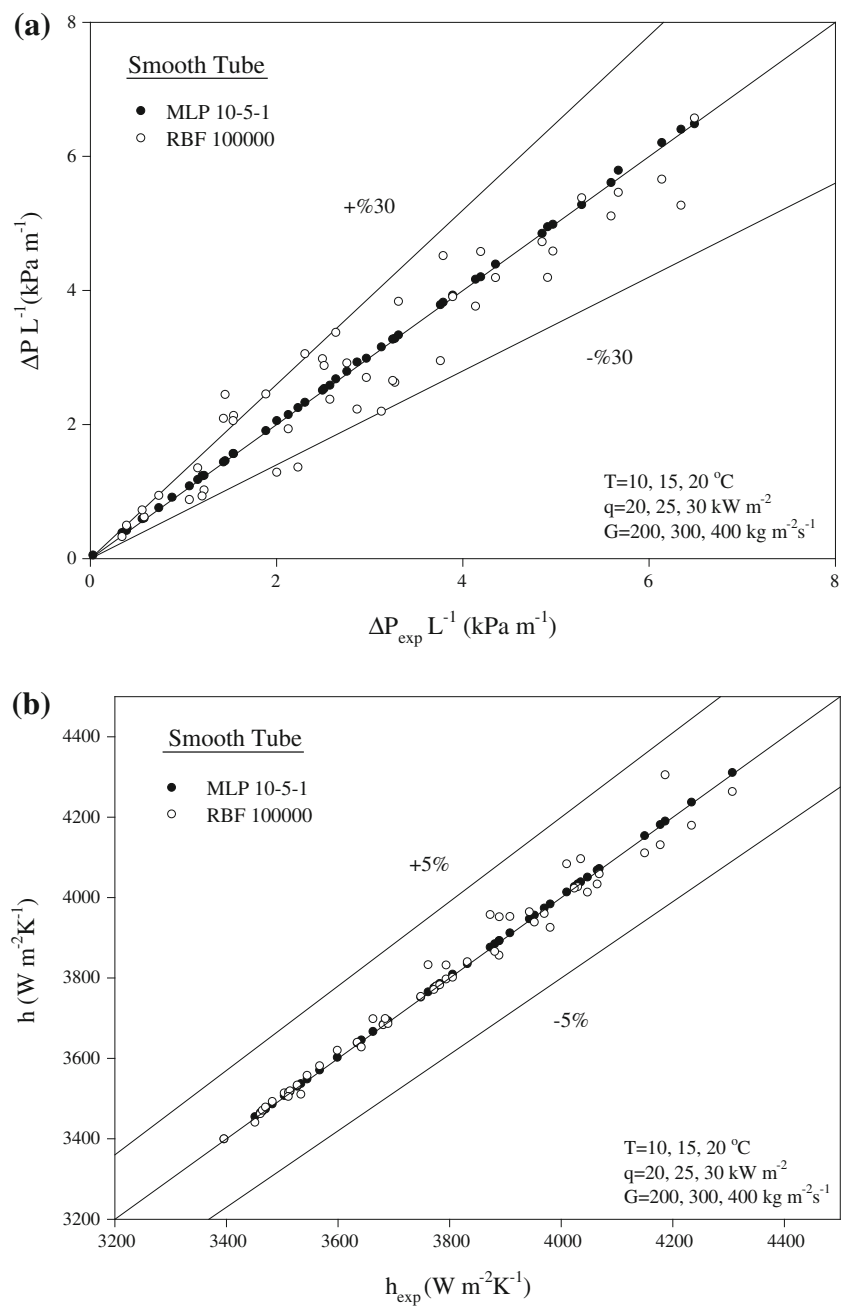 (a)
8
Smooth Tube
MLP 10-5-1
RBF 100000
6
+%30
ΔP L⁻¹ (kPa m⁻¹)
4
-%30
2
T=10, 15, 20 °C
q=20, 25, 30 kW m⁻²
G=200, 300, 400 kg m⁻²s⁻¹
0
0 2 4 6 8
ΔP_exp L⁻¹ (kPa m⁻¹)
(b)
4400
Smooth Tube
MLP 10-5-1
RBF 100000
4200
+5%
4000
h (W m⁻²K⁻¹)
3800
-5%
3600
3400
T=10, 15, 20 °C
q=20, 25, 30 kW m⁻²
G=200, 300, 400 kg m⁻²s⁻¹
3200
3200 3400 3600 3800 4000 4200 4400
h_exp (W m⁻²K⁻¹)